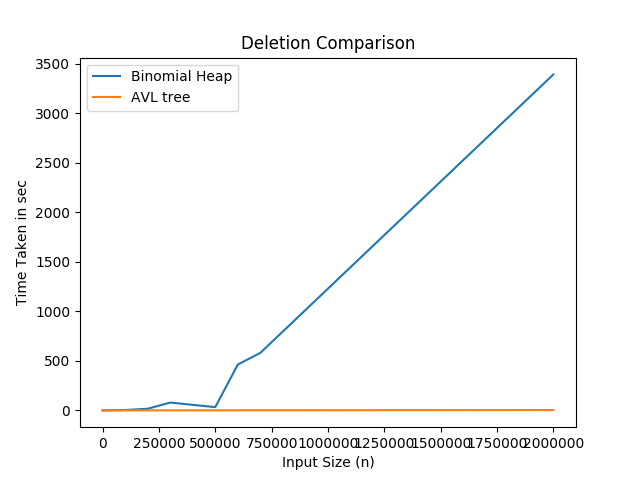 Deletion Comparison
Binomial Heap
AVL tree
Time Taken in sec
3500
3000
2500
2000
1500
1000
500
0
0 250000 500000 750000 1000000 1250000 1500000 1750000 2000000
Input Size (n)